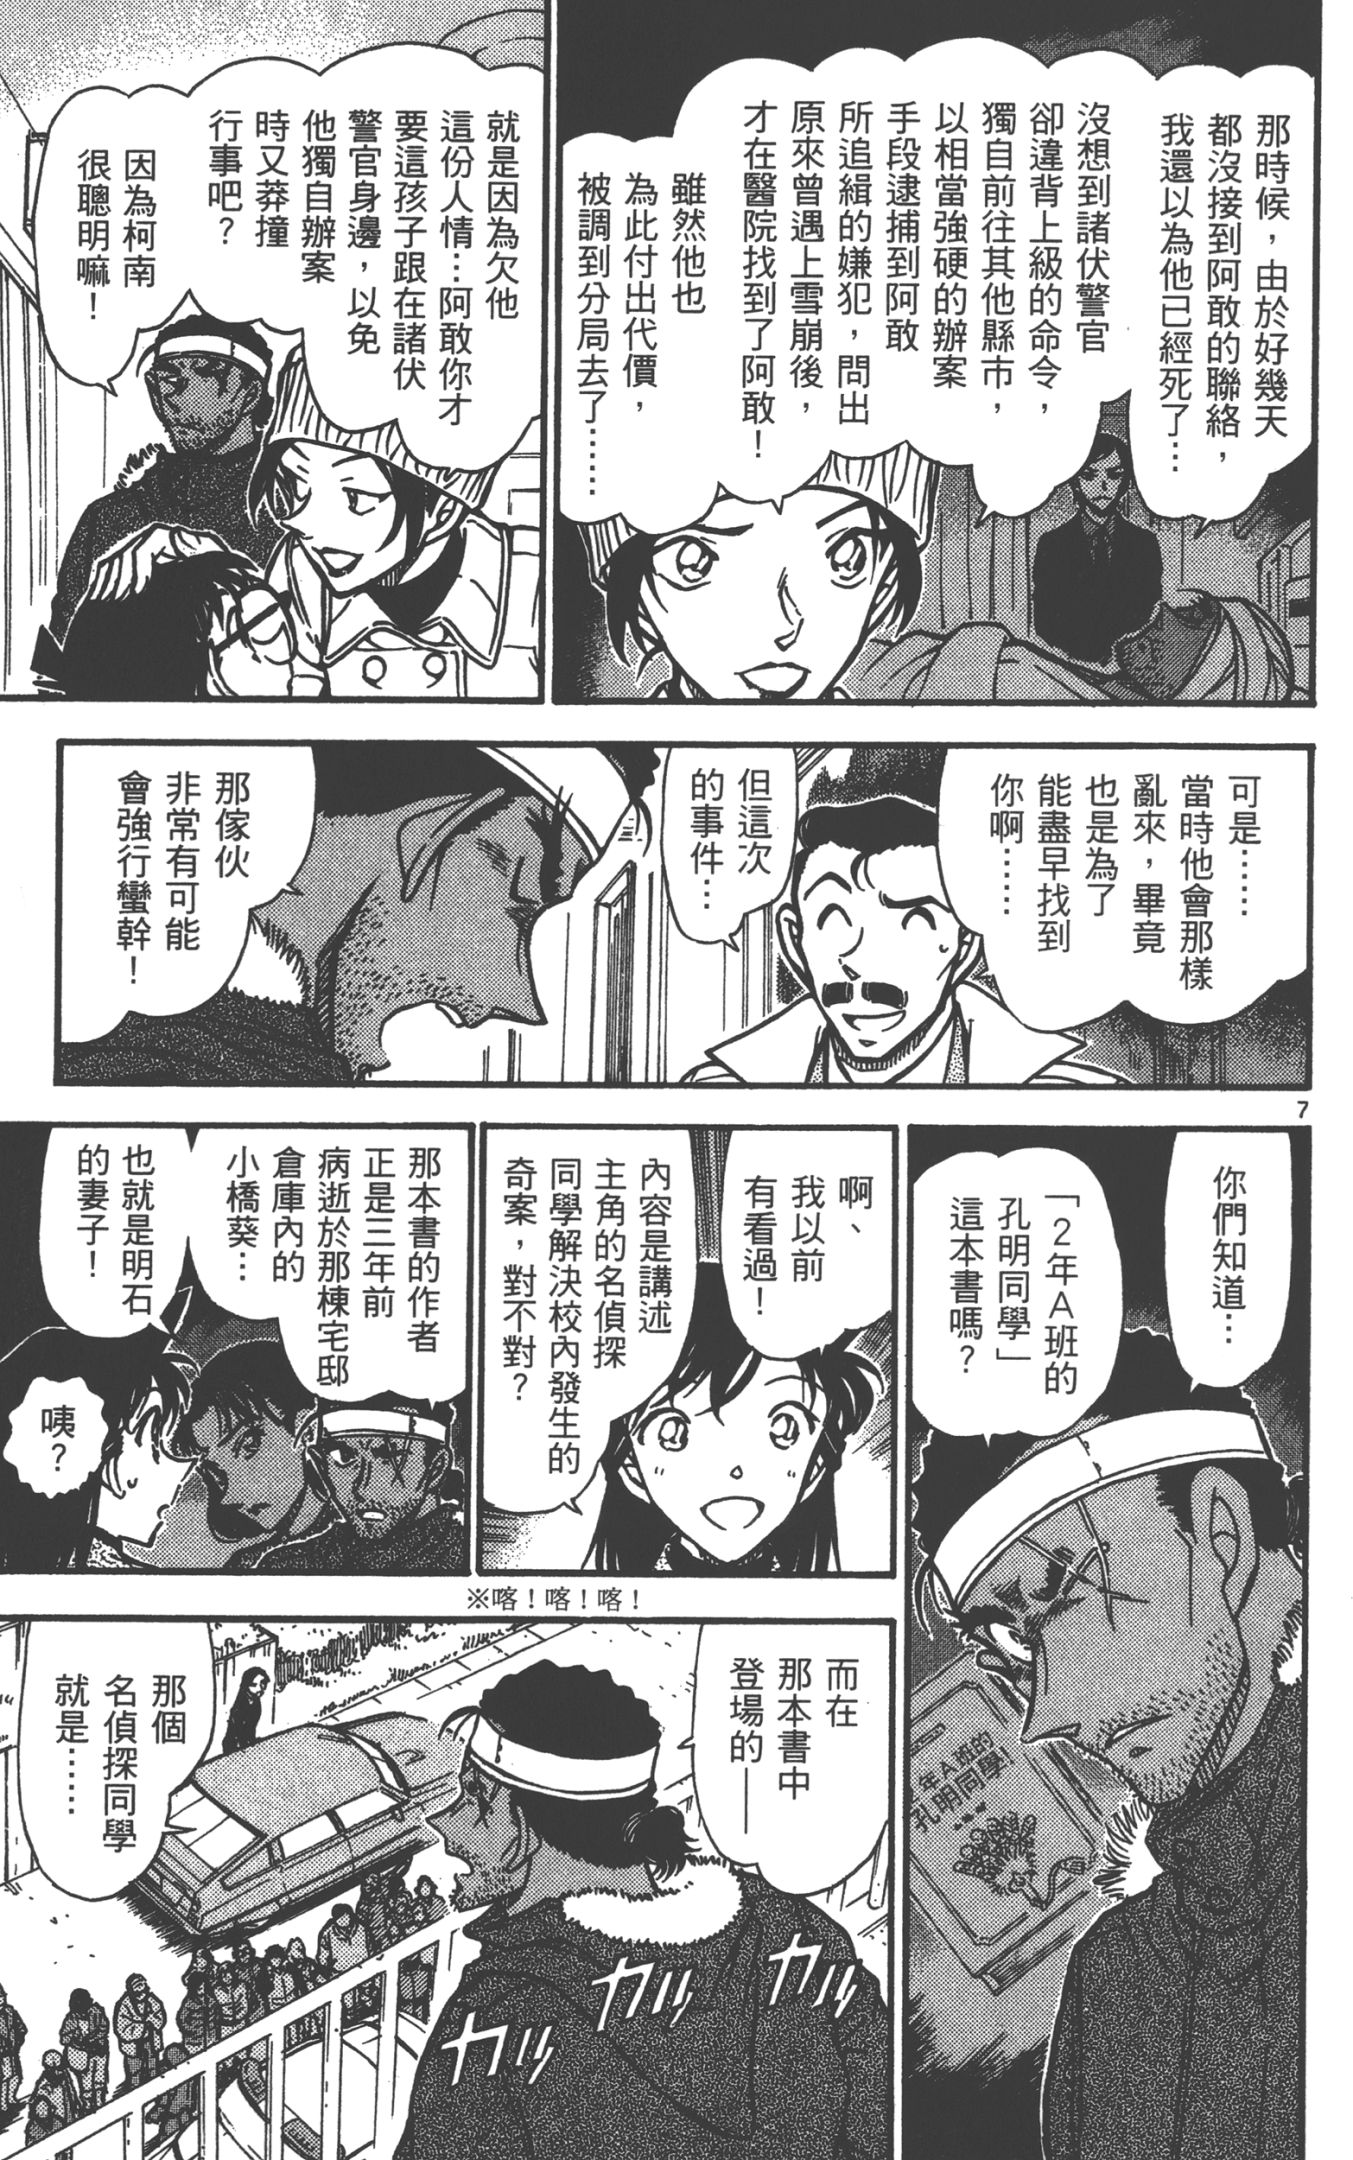 那時候，由於好幾天
都沒接到阿敢的聯絡，
我還以為他已經死了…
沒想到諸伏警官
卻違背上級的命令，
獨自前往其他縣市，
以相當強硬的辦案
手段逮捕到阿敢
所追緝的嫌犯，問出
原來曾遇上雪崩後，
才在醫院找到了阿敢！
雖然他也
為此付出代價，
被調到分局去了……
就是因為欠他
這份人情…阿敢你才
要這孩子跟在諸伏
警官身邊，以免
他獨自辦案
時又莽撞
行事吧？
因為柯南
很聰明嘛！
可是……
當時他會那樣
亂來，畢竟
也是為了
能盡早找到
你啊……
但這次
的事件…
那傢伙
非常有可能
會強行蠻幹！
7
你們知道…
「２年Ａ班的
孔明同學」
這本書嗎？
年A班的
孔明同學！
啊、
我以前
有看過！
內容是講述
主角的名偵探
同學解決校內發生的
奇案，對不對？
那本書的作者
正是三年前
病逝於那棟宅邸
倉庫內的
小橋葵…
也就是明石
的妻子！
咦？
※喀！喀！喀！
而在
那本書中
登場的——
カッ
カッ
カッ
那個
名偵探同學
就是……